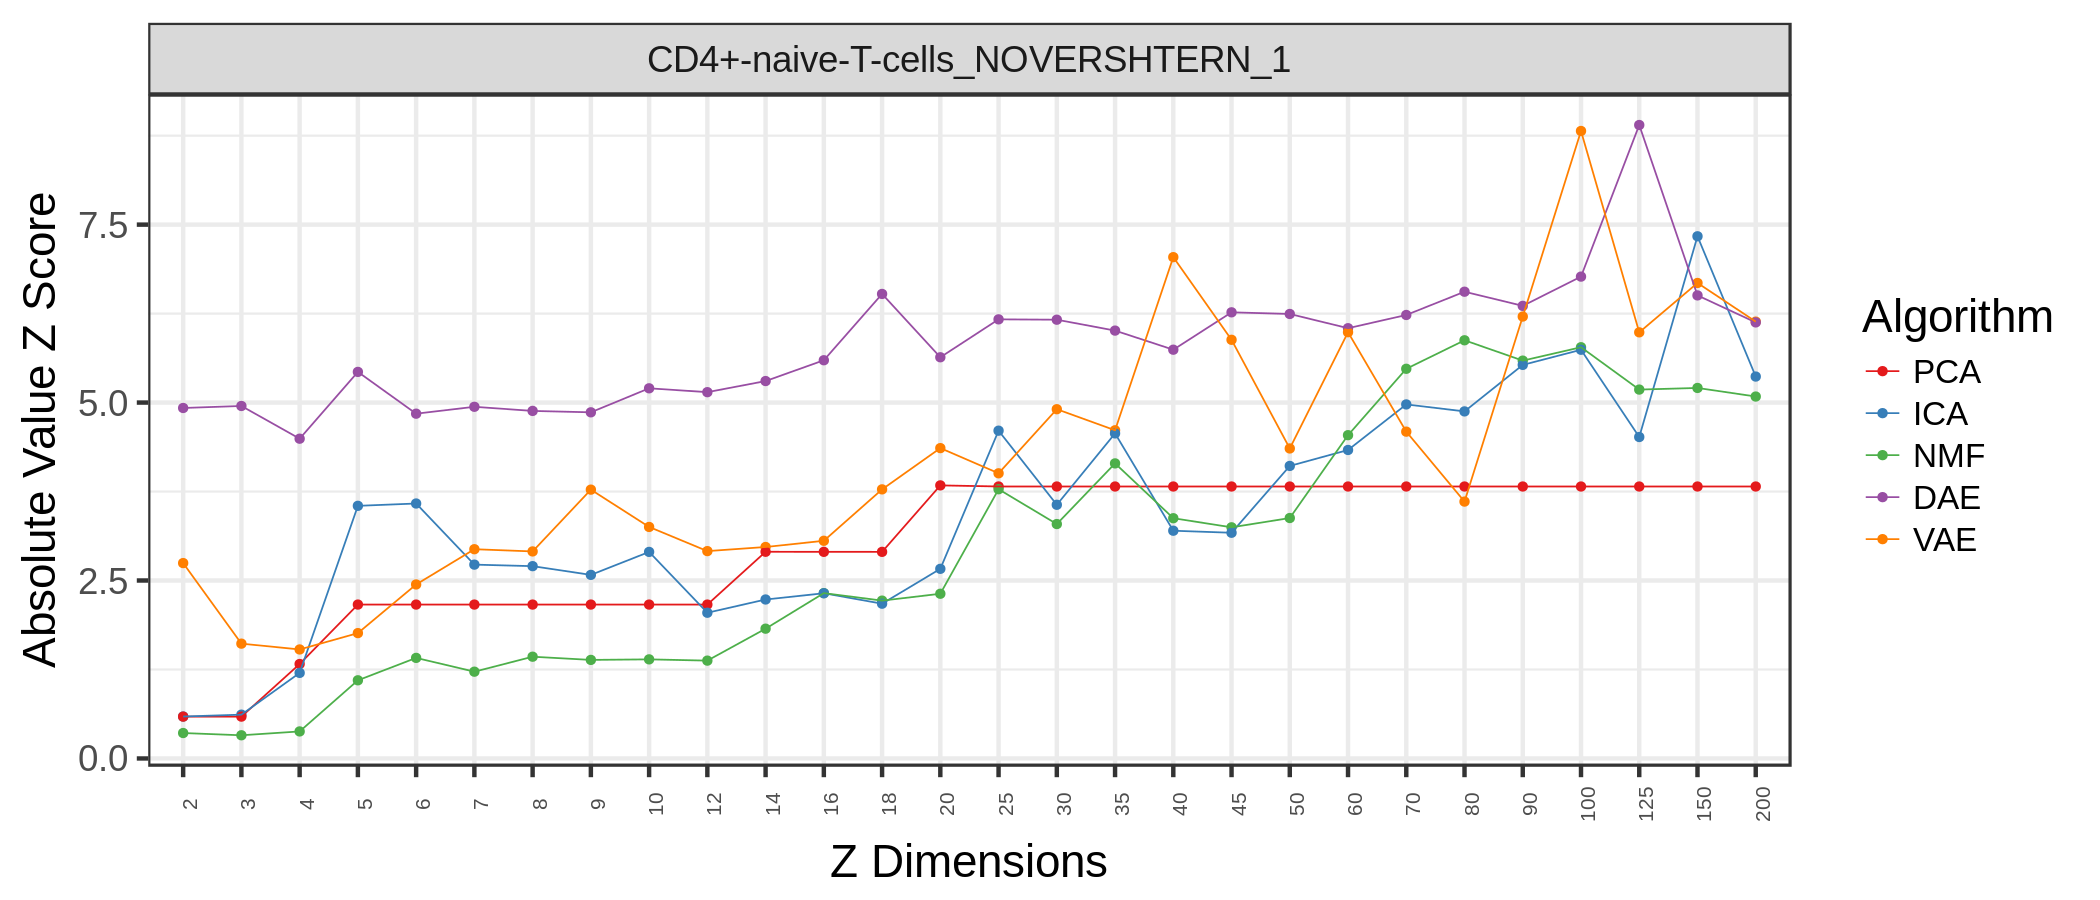 CD4+-naive-T-cells_NOVERSHTERN_1
Absolute Value Z Score
7.5
5.0
2.5
0.0
2 3 4 5 6 7 8 9 10 12 14 16 18 20 25 30 35 40 45 50 60 70 80 90 100 125 150 200
Z Dimensions
Algorithm
PCA
ICA
NMF
DAE
VAE